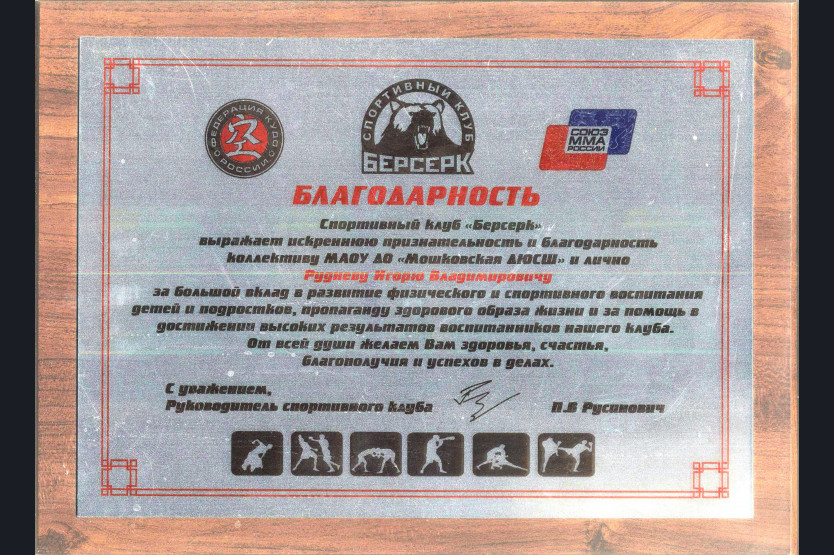 ФЕДЕРАЦИЯ КУДО РОССИИ
СПОРТИВНЫЙ КЛУБ
БЕРСЕРК
СОЮЗ
ММА
РОССИИ
БЛАГОДАРНОСТЬ
Спортивный клуб «Берсерк»
выражает искреннюю признательность и благодарность
коллективу МАОУ ДО «Мошковская ДЮСШ» и лично
Рудневу Игорю Владимировичу
за большой вклад в развитие физического и спортивного воспитания
детей и подростков, пропаганду здорового образа жизни и за помощь в
достижении высоких результатов воспитанников нашего клуба.
От всей души желаем Вам здоровья, счастья,
благополучия и успехов в делах.
С уважением,
Руководитель спортивного клуба П.В Русинович